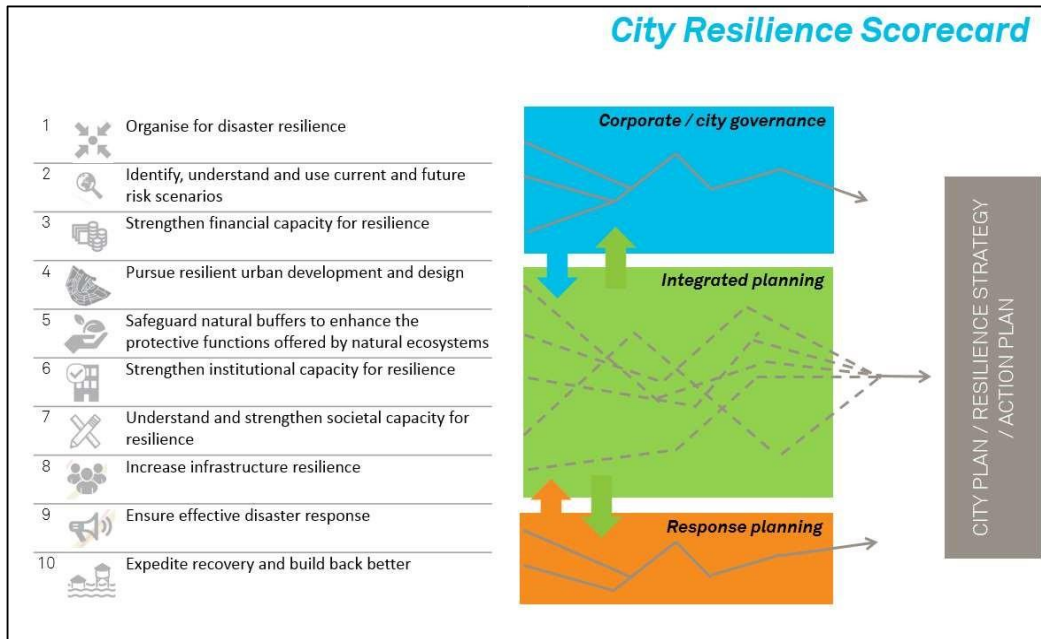 City Resilience Scorecard
1 Organise for disaster resilience
2 Identify, understand and use current and future
risk scenarios
3 Strengthen financial capacity for resilience
4 Pursue resilient urban development and design
5 Safeguard natural buffers to enhance the
protective functions offered by natural ecosystems
6 Strengthen institutional capacity for resilience
7 Understand and strengthen societal capacity for
resilience
8 Increase infrastructure resilience
9 Ensure effective disaster response
10 Expedite recovery and build back better
Corporate / city governance
Integrated planning
Response planning
CITY PLAN / RESILIENCE STRATEGY
/ ACTION PLAN